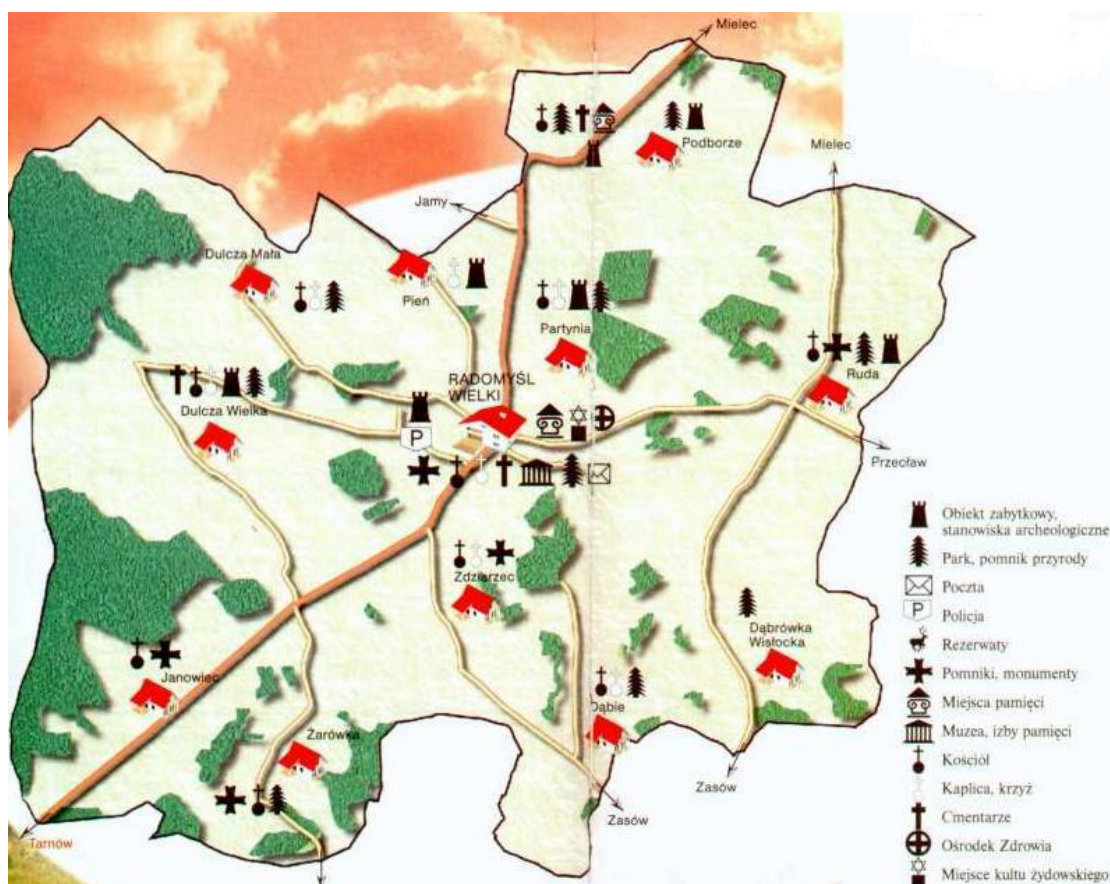 Mielec
Podborze
Mielec
Jamy
Dulcza Mała
Pień
Partynia
Ruda
RADOMYŚL
WIELKI
Dulcza Wielka
P
Przecław
Zdziarzec
Dąbrówka
Wisłocka
Janowiec
Dąbie
Żarówka
Zasów
Zasów
Tarnów
Obiekt zabytkowy,
stanowiska archeologiczne
Park, pomnik przyrody
Poczta
P Policja
Rezerwaty
Pomniki, monumenty
Miejsca pamięci
Muzea, izby pamięci
Kościół
Kaplica, krzyż
Cmentarze
Ośrodek Zdrowia
Miejsce kultu żydowskiego